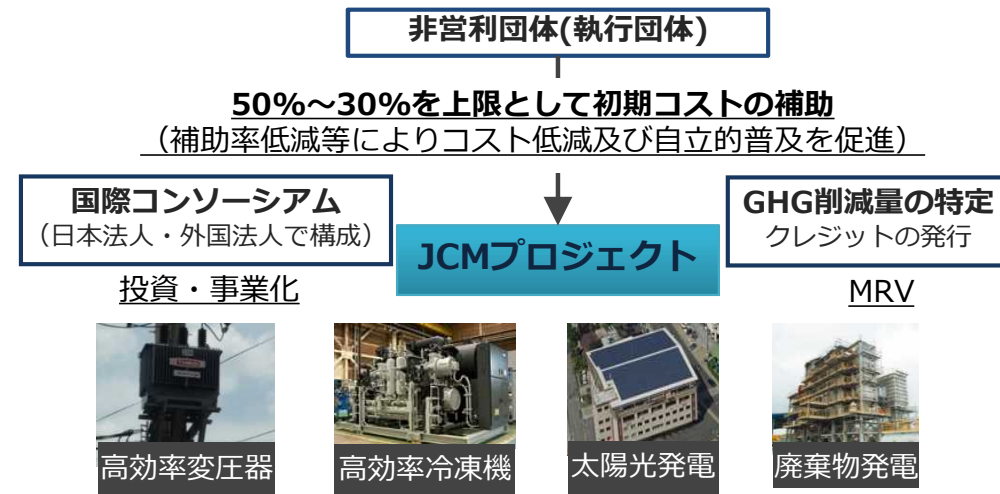 非営利団体(執行団体)
50%～30%を上限として初期コストの補助
（補助率低減等によりコスト低減及び自立的普及を促進）
国際コンソーシアム
（日本法人・外国法人で構成）
投資・事業化
JCMプロジェクト
GHG削減量の特定
クレジットの発行
MRV
高効率変圧器
高効率冷凍機
太陽光発電
廃棄物発電